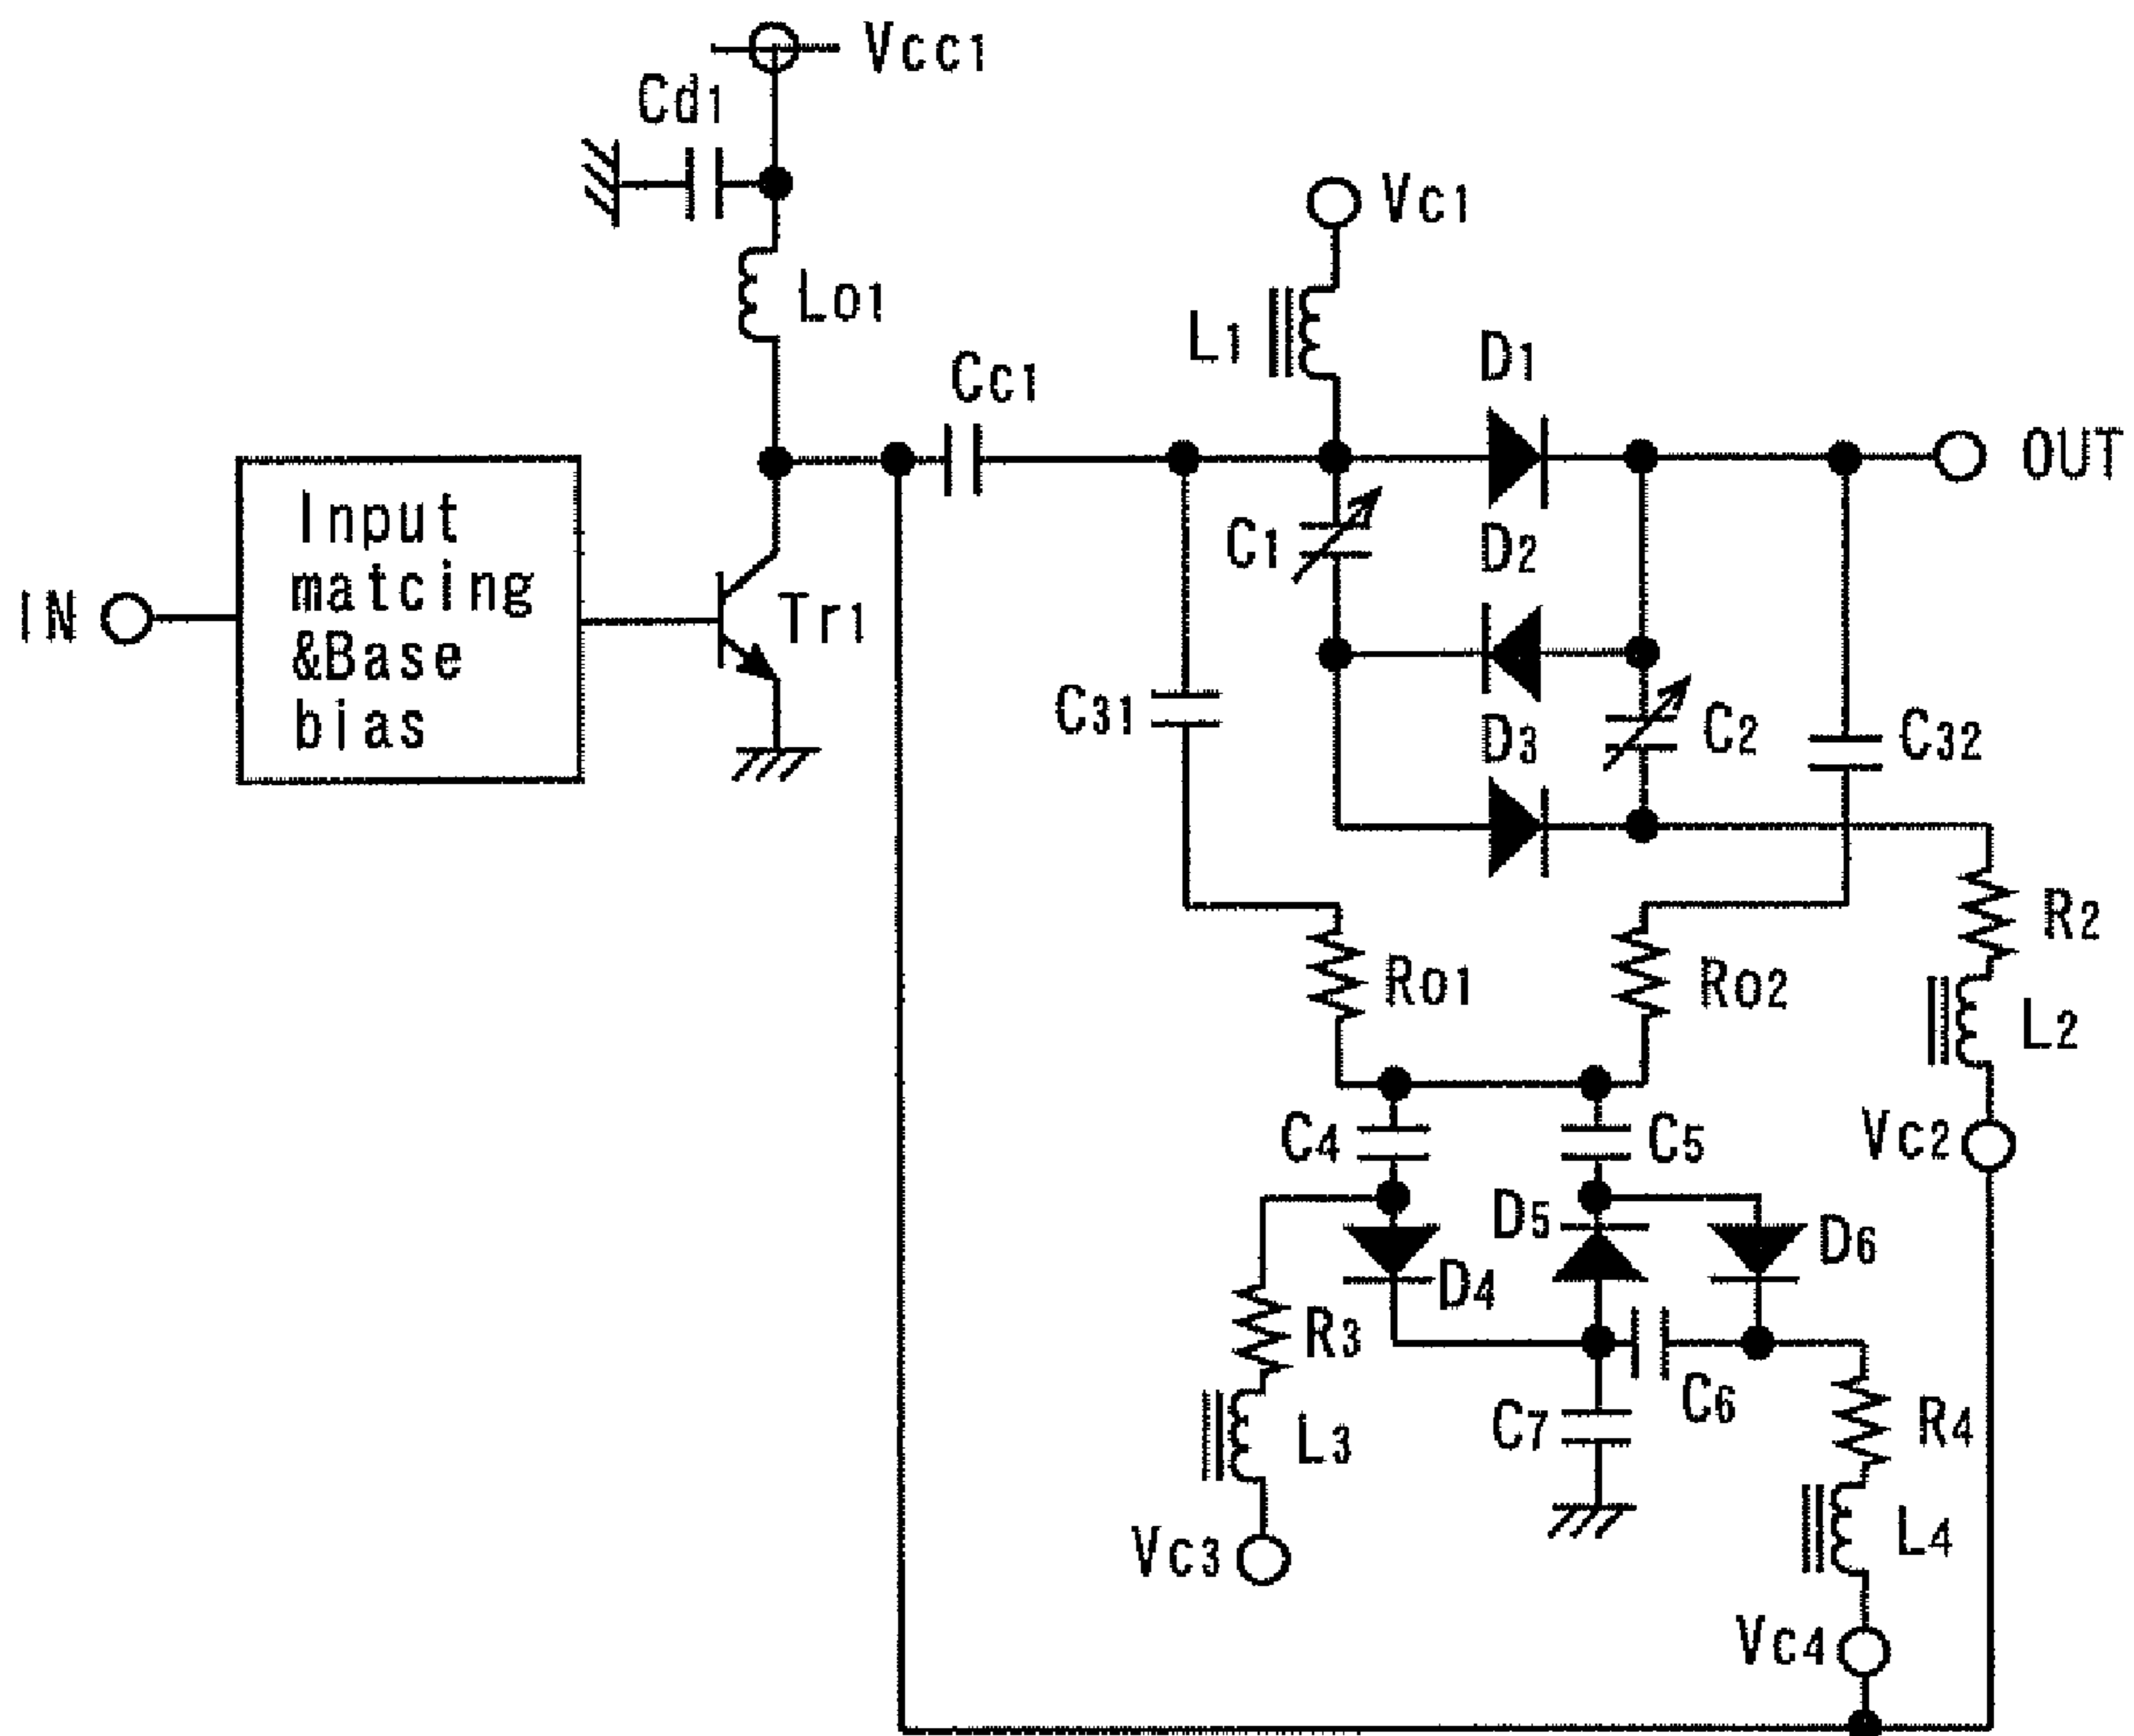 Vcc1
Cd1
Vc1
Lo1
L1
D1
Cc1
OUT
Input
matcing
&Base
bias
C1
D2
IN
Tr1
C31
D3
C2
C32
R2
Ro1
Ro2
L2
C4
C5
Vc2
D5
D6
D4
R3
C6
C7
R4
L3
L4
Vc3
Vc4